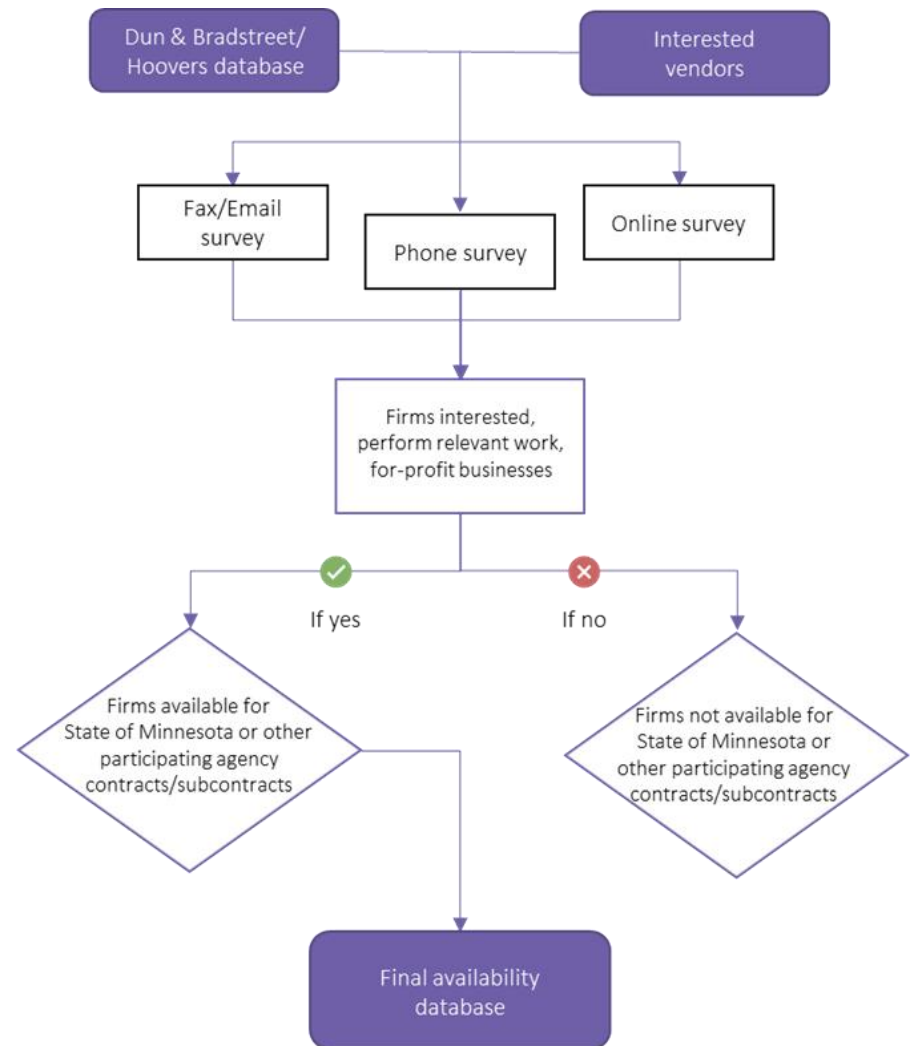 Dun & Bradstreet/
Hoovers database
Interested
vendors
Fax/Email
survey
Phone survey
Online survey
Firms interested,
perform relevant work,
for-profit businesses
If yes
If no
Firms available for
State of Minnesota or other
participating agency
contracts/subcontracts
Firms not available for
State of Minnesota or
other participating agency
contracts/subcontracts
Final availability
database